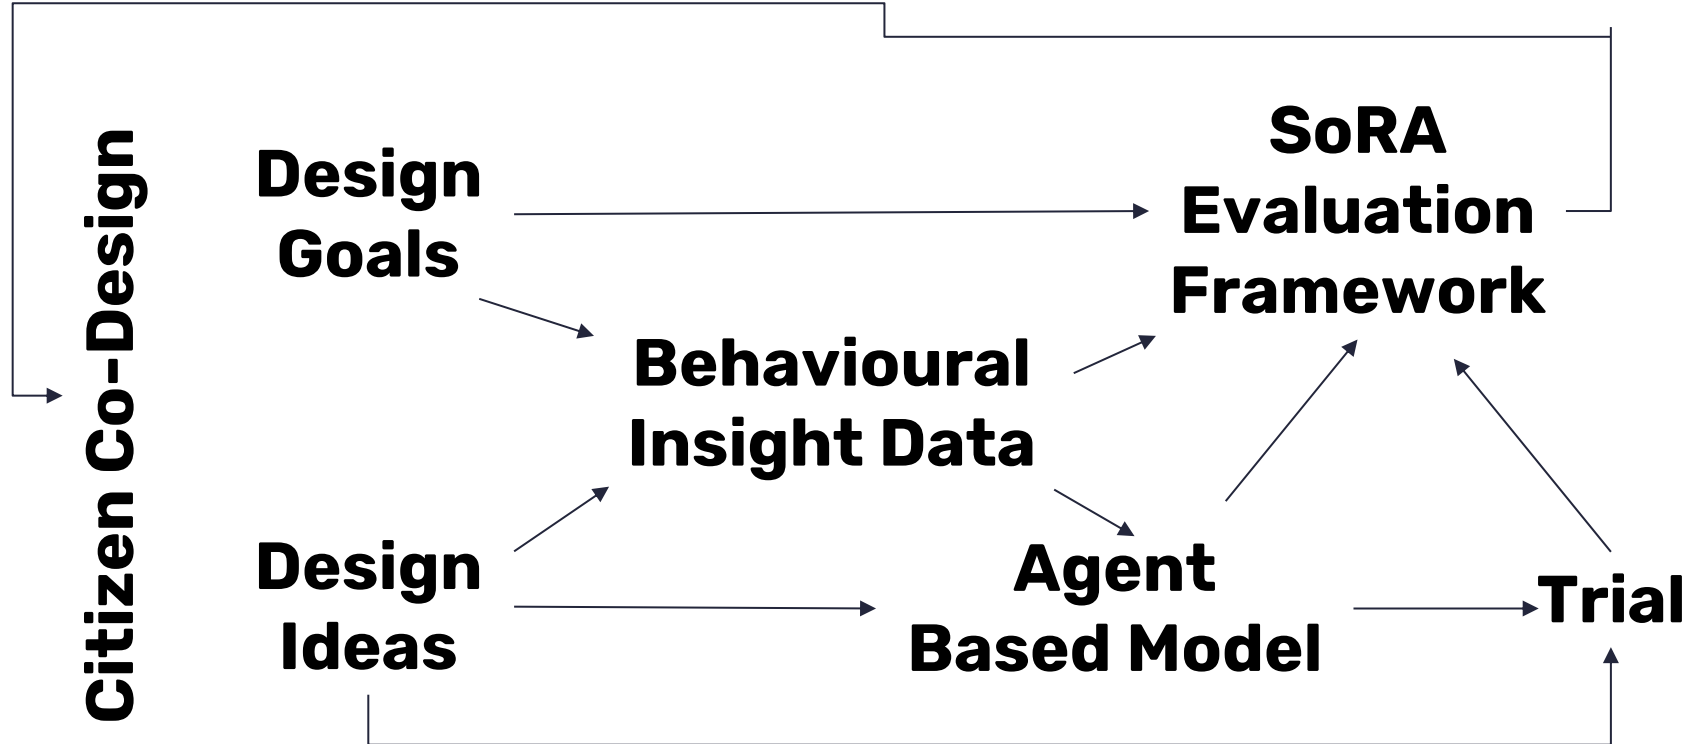 Citizen Co-Design
Design
Goals
SoRA
Evaluation
Framework
Behavioural
Insight Data
Design
Ideas
Agent
Based Model
Trial